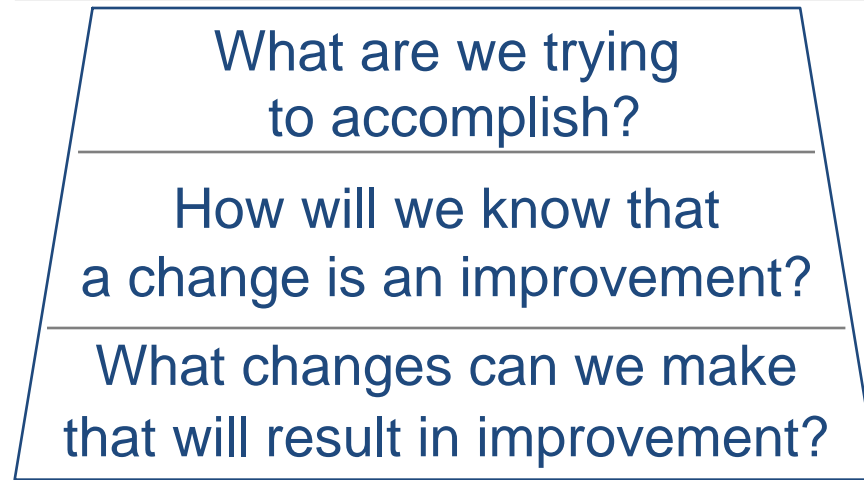 What are we trying
to accomplish?
How will we know that
a change is an improvement?
What changes can we make
that will result in improvement?